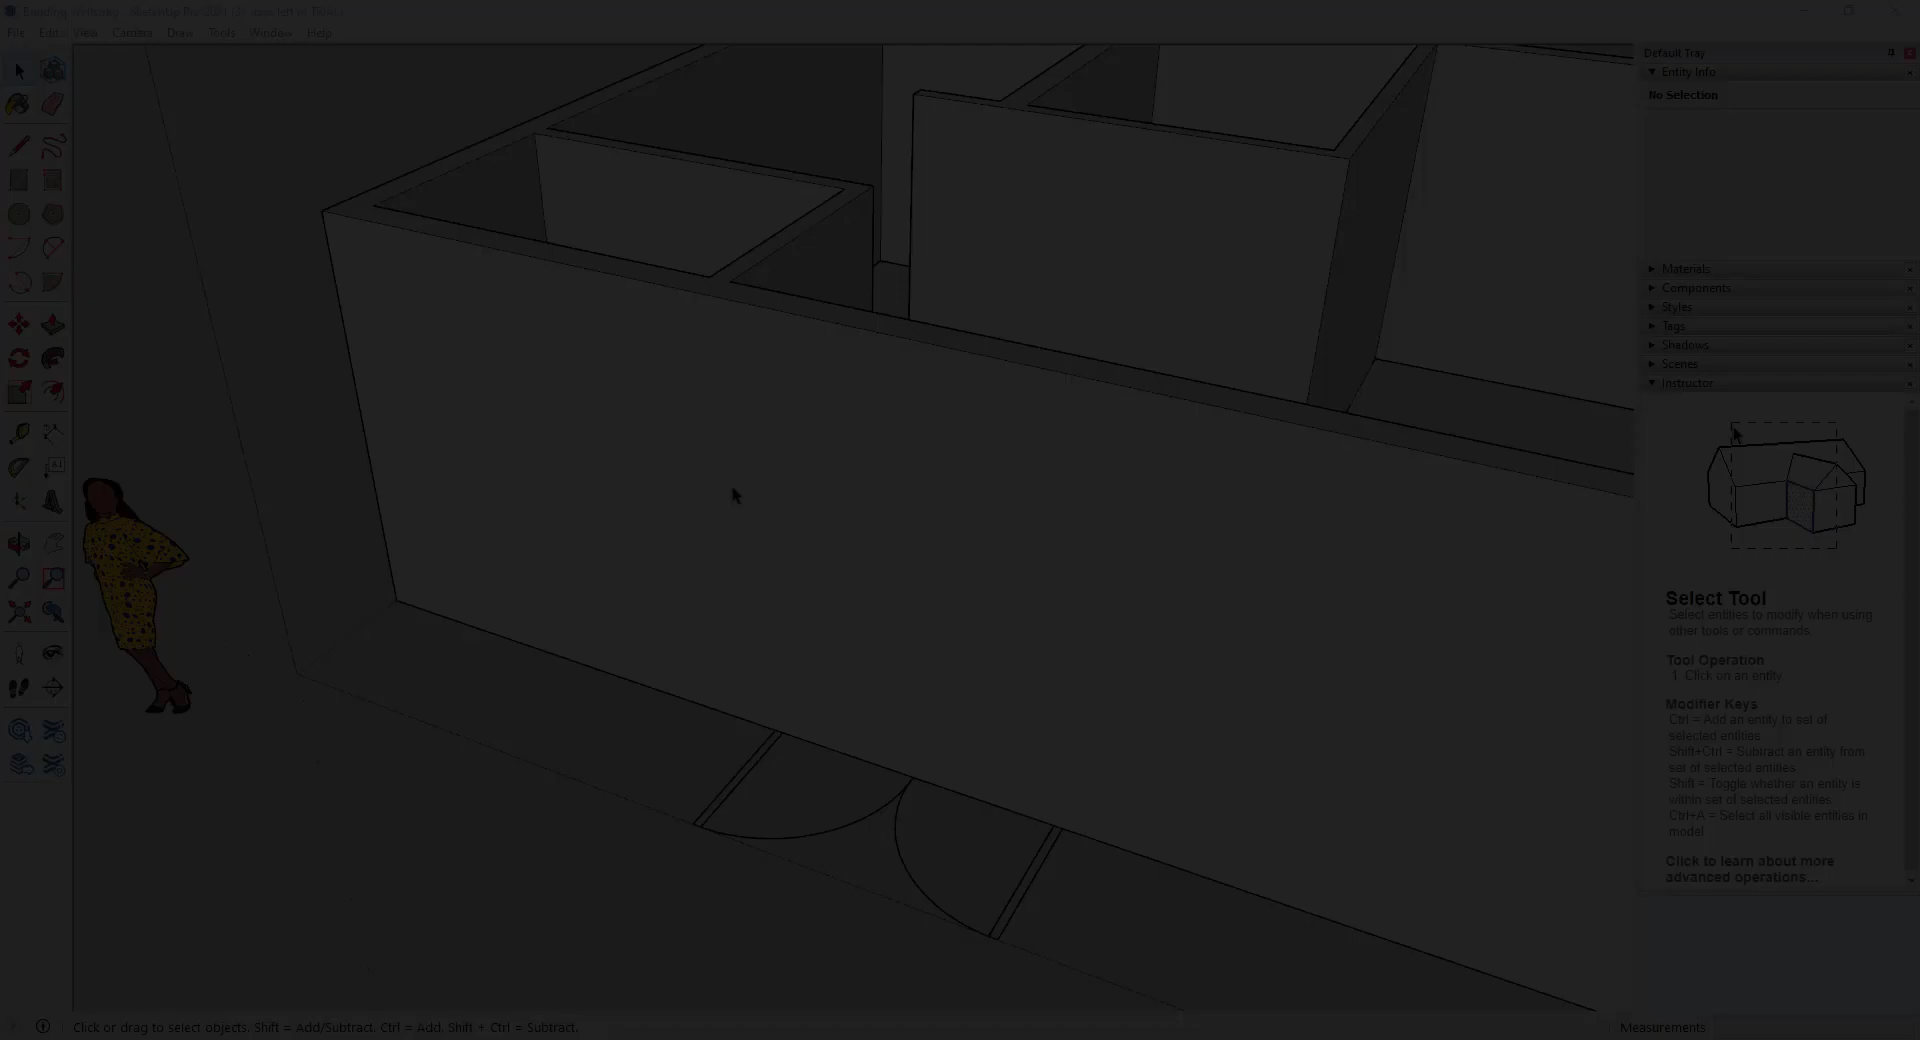 File Edit View Camera Draw Tools Window Help
Default Tray
Entity Info
No Selection
Materials
Components
Styles
Tags
Shadows
Scenes
Instructor
Select Tool
Select entities to modify when using
other tools or commands.
Tool Operation
1. Click on an entity
Modifier Keys
Ctrl = Add an entity to set of
selected entities
Shift+Ctrl = Subtract an entity from
set of selected entities
Shift = Toggle whether an entity is
within set of selected entities
Ctrl+A = Select all visible entities in
model
Click to learn about more
advanced operations...
Click or drag to select objects. Shift = Add/Subtract. Ctrl = Add. Shift + Ctrl = Subtract.
Measurements